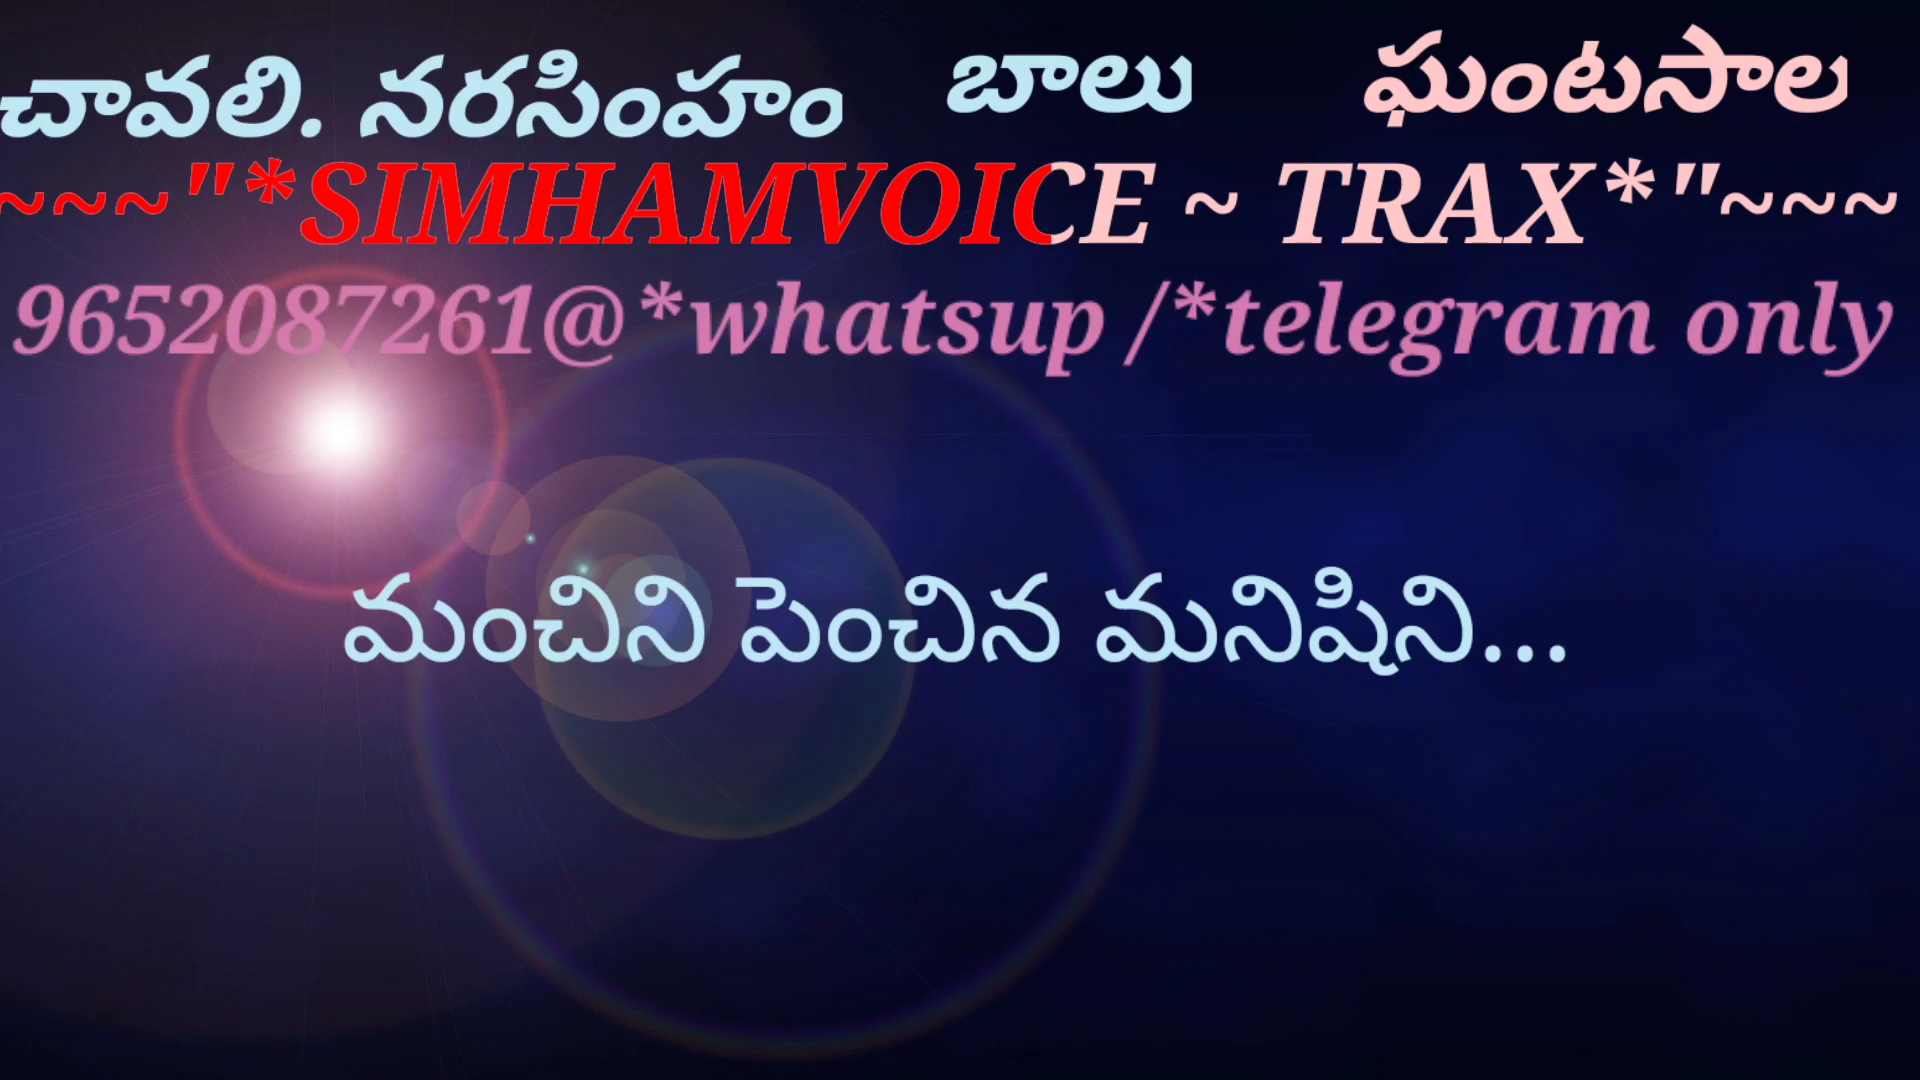 చావలి. నరసింహం బాలు ఘంటసాల
~~~"*SIMHAMVOICE ~ TRAX*"~~~
9652087261@*whatsup /*telegram only
మంచిని పెంచిన మనిషిని...